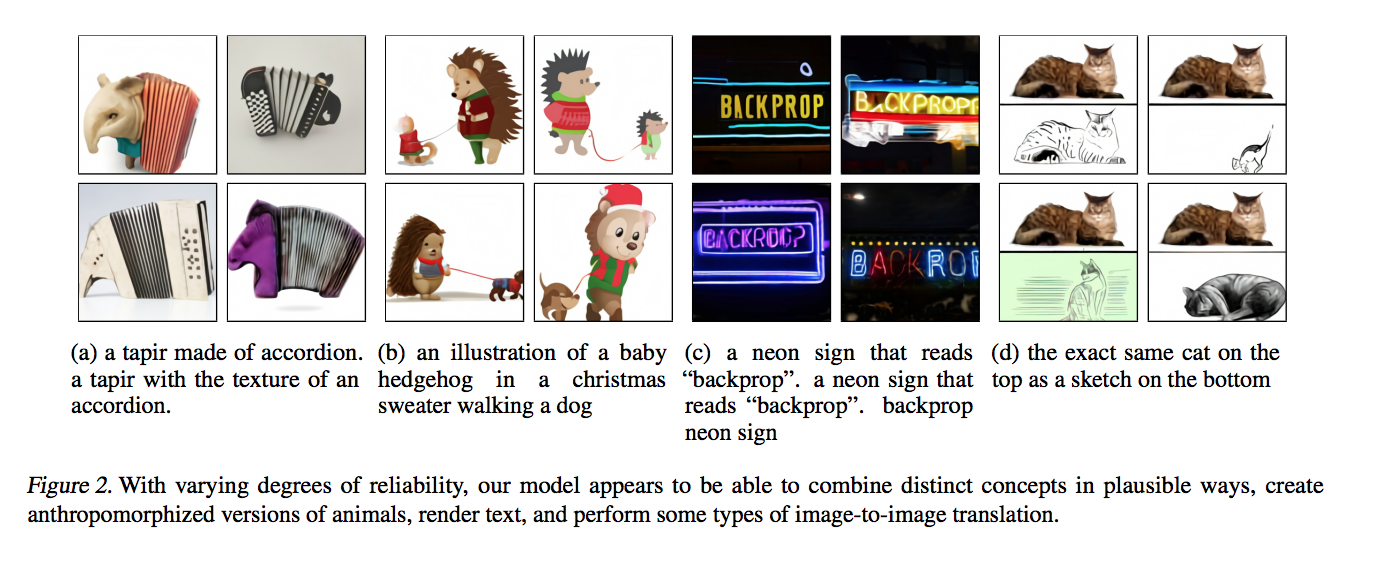 BACKPROP
BACKPROPF
BACKROD?
BACKROF
(a) a tapir made of accordion.
a tapir with the texture of an
accordion.
(b) an illustration of a baby
hedgehog in a christmas
sweater walking a dog
(c) a neon sign that reads
“backprop”. a neon sign that
reads “backprop”. backprop
neon sign
(d) the exact same cat on the
top as a sketch on the bottom
Figure 2. With varying degrees of reliability, our model appears to be able to combine distinct concepts in plausible ways, create
anthropomorphized versions of animals, render text, and perform some types of image-to-image translation.